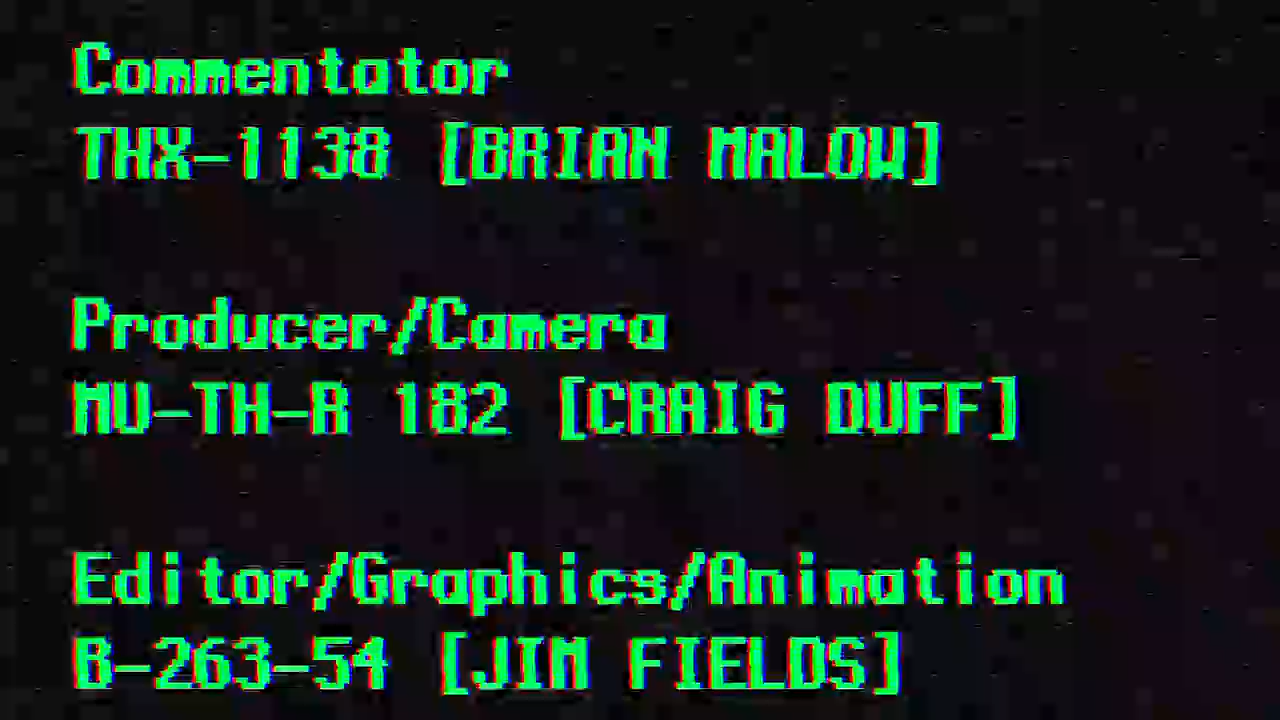 Commentator
THX-1138 [BRIAN MALOW]
Producer/Camera
MU-TH-R 182 [CRAIG DUFF]
Editor/Graphics/Animation
B-263-54 [JIM FIELDS]